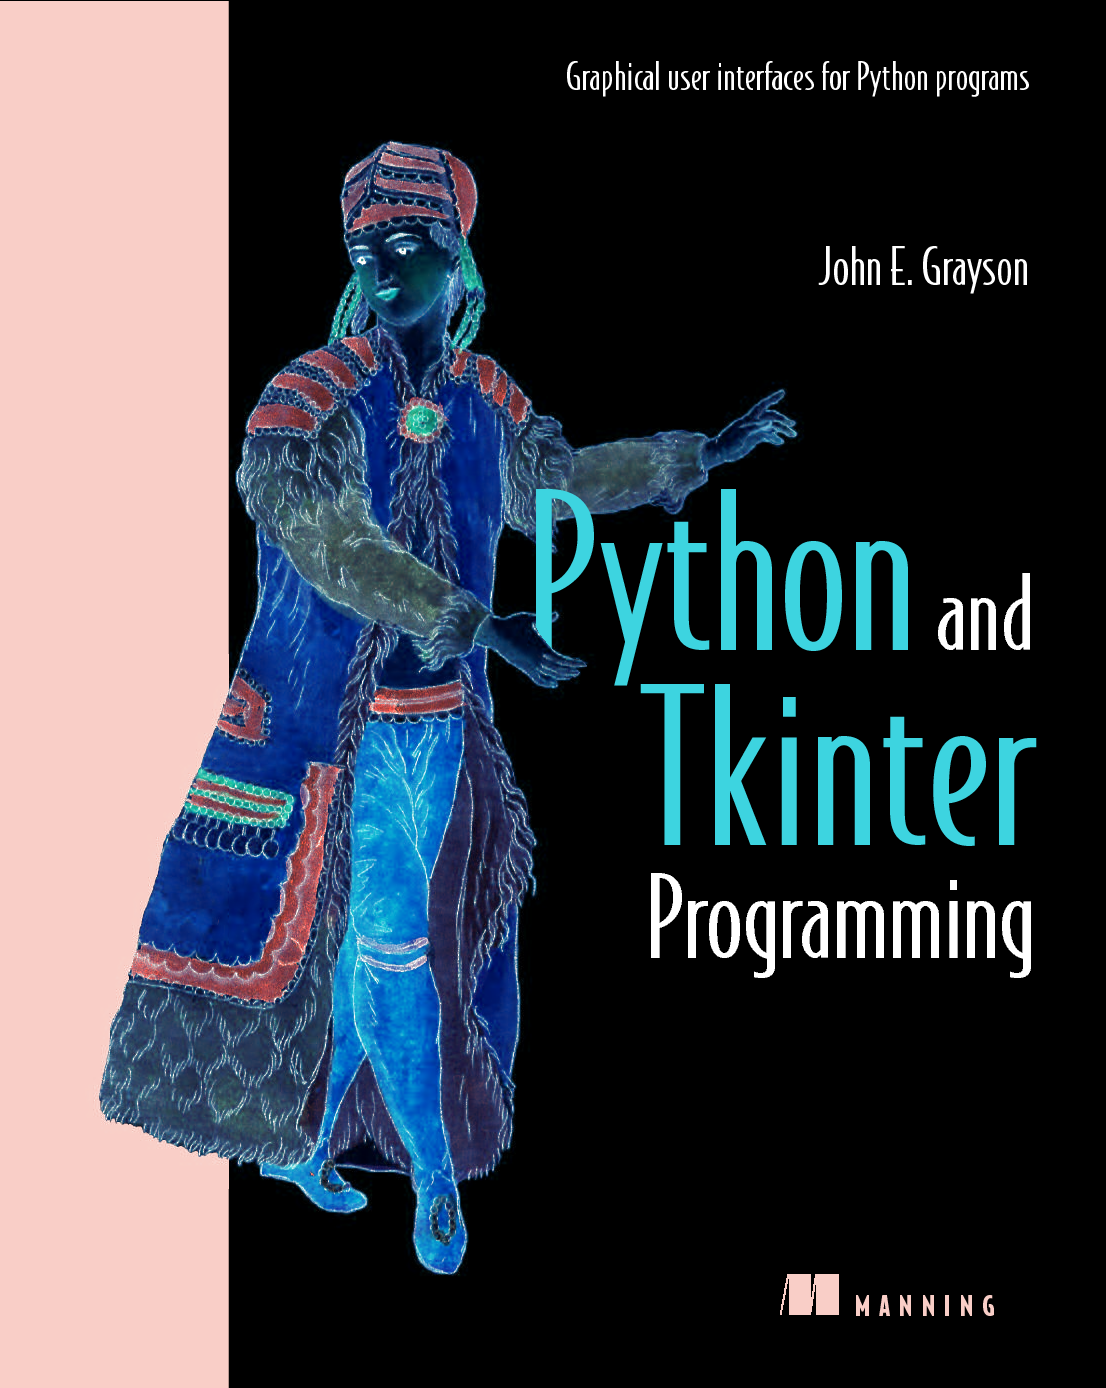 Graphical user interfaces for Python programs
John E. Grayson
Python and
Tkinter
Programming
MANNING